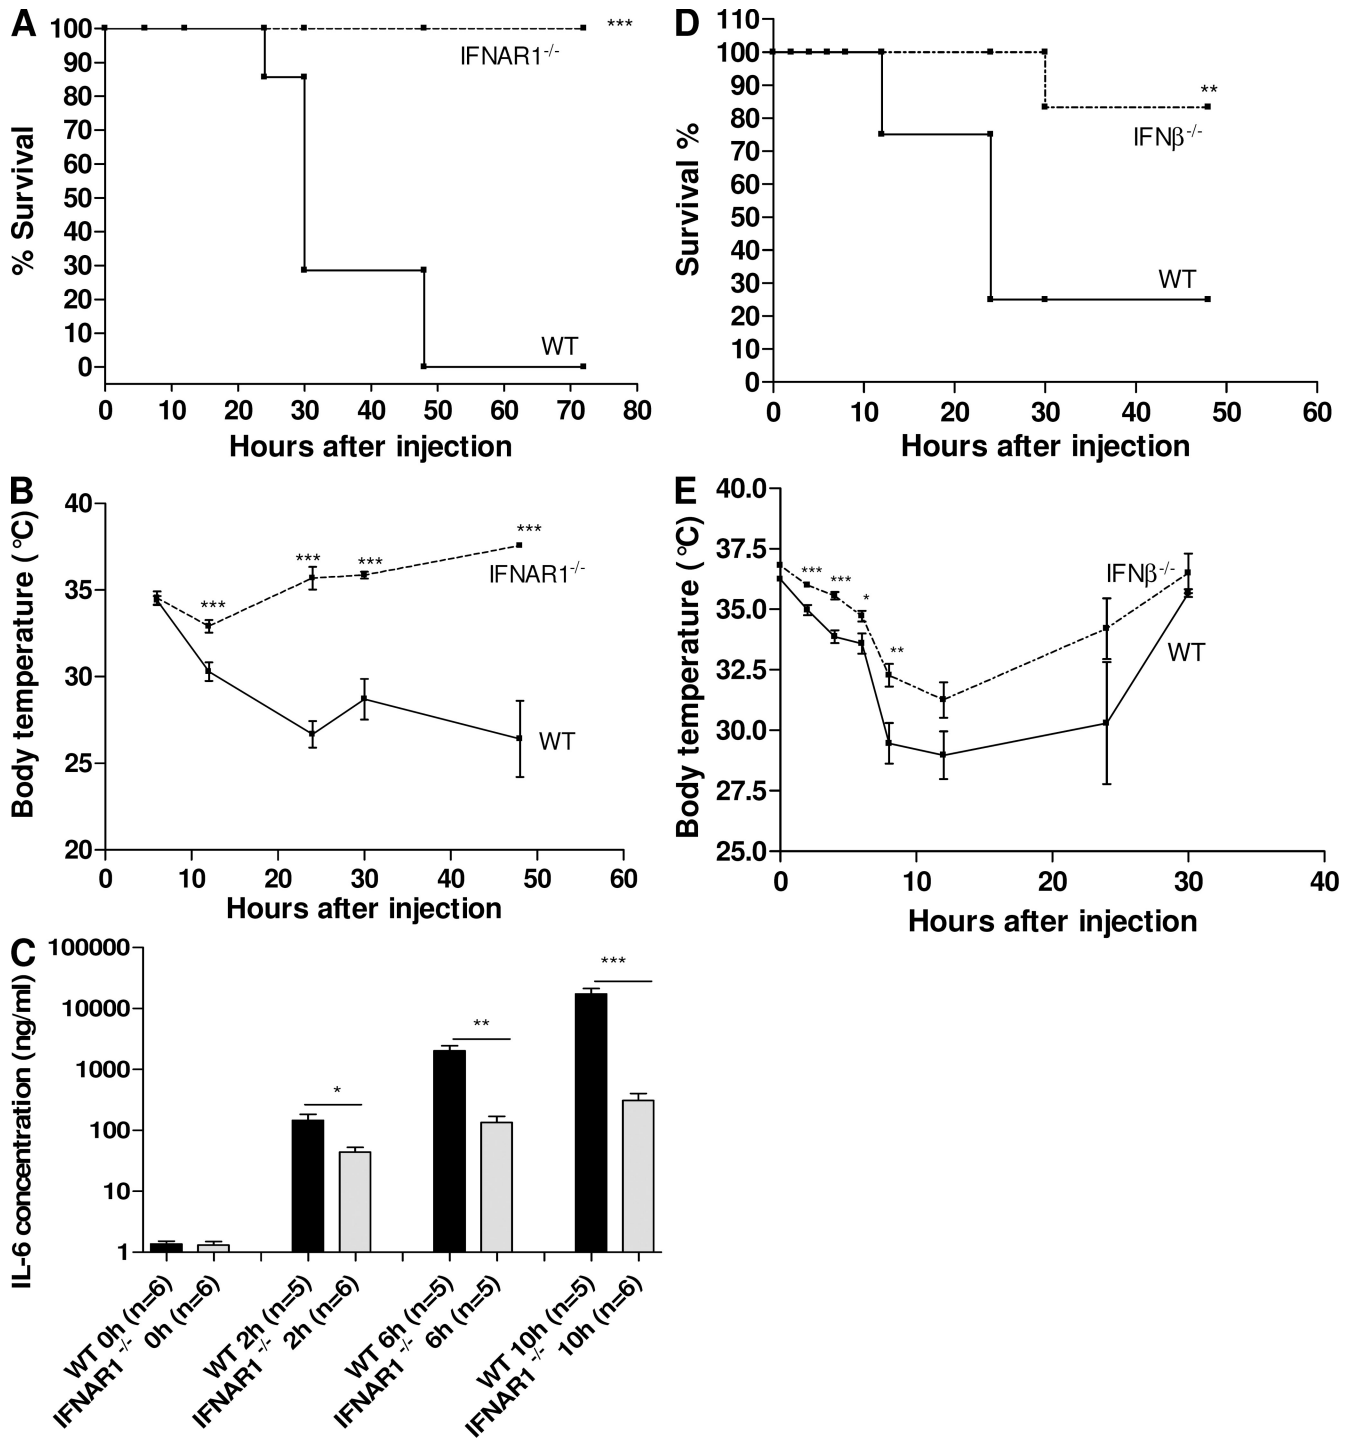 A
100
90
80
70
60
50
40
30
20
10
0
% Survival
***
IFNAR1-/-
WT
0 10 20 30 40 50 60 70 80
Hours after injection
D
110
100
90
80
70
60
50
40
30
20
10
0
Survival %
**
IFNβ-/-
WT
0 10 20 30 40 50 60
Hours after injection
B
40
35
30
25
20
Body temperature (°C)
*** *** *** ***
IFNAR1-/-
WT
0 10 20 30 40 50 60
Hours after injection
E
40.0
37.5
35.0
32.5
30.0
27.5
25.0
Body temperature (°C)
*** *** * **
IFNβ-/-
WT
0 10 20 30 40
Hours after injection
C
100000
10000
1000
100
10
1
IL-6 concentration (ng/ml)
* ** ***
WT 0h (n=6)
IFNAR1-/- 0h (n=6)
WT 2h (n=5)
IFNAR1-/- 2h (n=6)
WT 6h (n=5)
IFNAR1-/- 6h (n=5)
WT 10h (n=5)
IFNAR1-/- 10h (n=6)